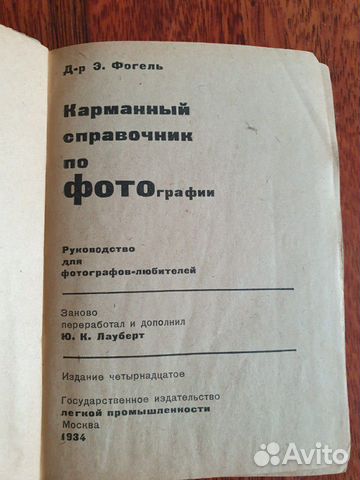 Д-р Э. Фогель
Карманный
справочник
по
фотографии
Руководство
для
фотографов-любителей
Заново
переработал и дополнил
Ю. К. Лауберт
Издание четырнадцатое
Государственное издательство
легкой промышленности
Москва
1934
Avito